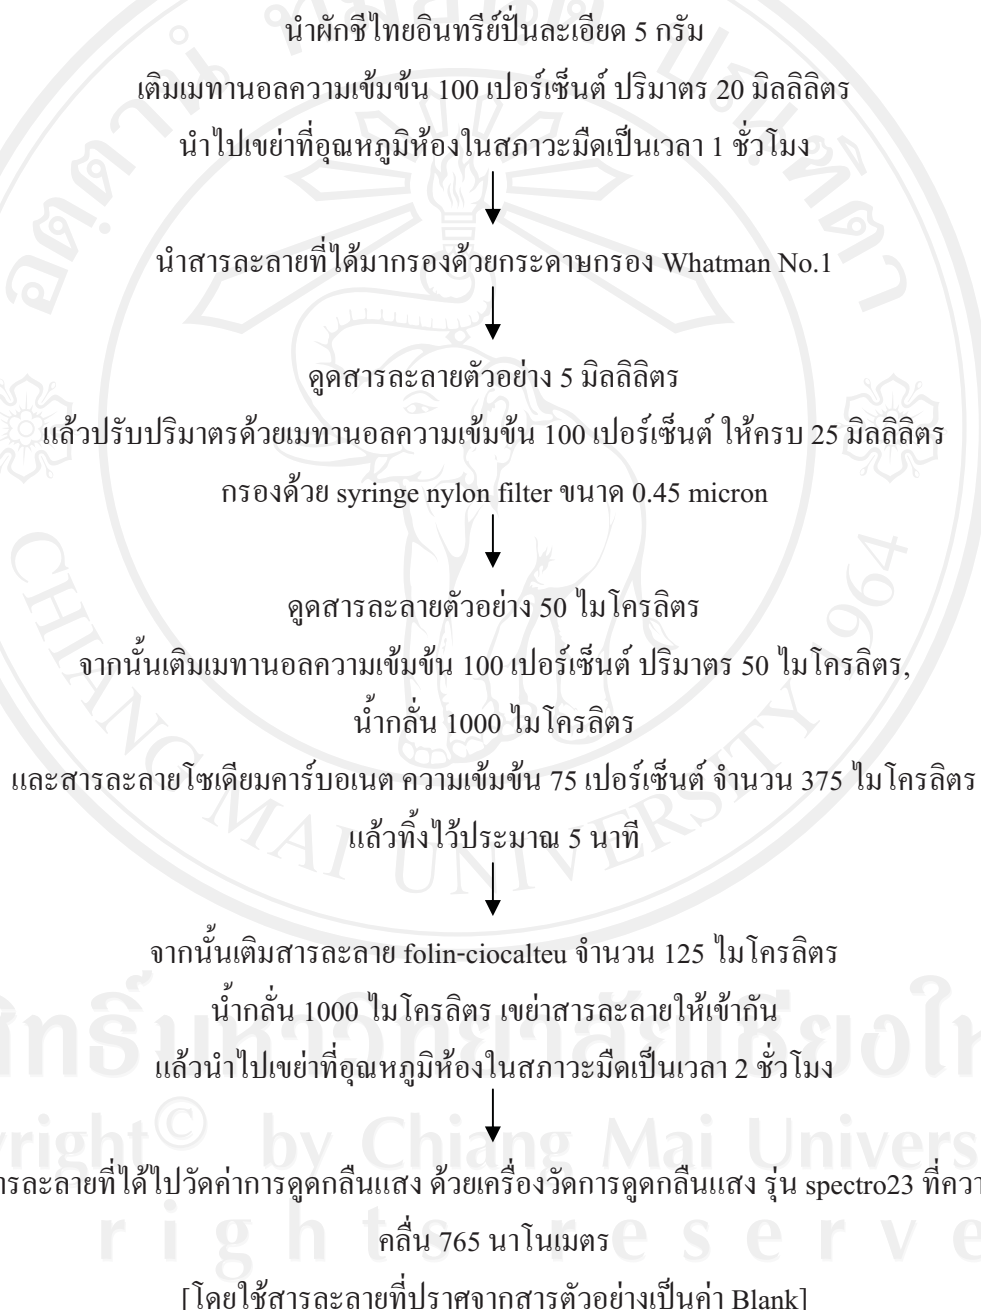 นำผักชีไทยอินทรีย์ปั่นละเอียด 5 กรัม
เติมเมทานอลความเข้มข้น 100 เปอร์เซ็นต์ ปริมาตร 20 มิลลิลิตร
นำไปเขย่าที่อุณหภูมิห้องในสภาวะมืดเป็นเวลา 1 ชั่วโมง
นำสารละลายที่ได้มากรองด้วยกระดาษกรอง Whatman No.1
ดูดสารละลายตัวอย่าง 5 มิลลิลิตร
แล้วปรับปริมาตรด้วยเมทานอลความเข้มข้น 100 เปอร์เซ็นต์ ให้ครบ 25 มิลลิลิตร
กรองด้วย syringe nylon filter ขนาด 0.45 micron
ดูดสารละลายตัวอย่าง 50 ไมโครลิตร
จากนั้นเติมเมทานอลความเข้มข้น 100 เปอร์เซ็นต์ ปริมาตร 50 ไมโครลิตร,
น้ำกลั่น 1000 ไมโครลิตร
และสารละลายโซเดียมคาร์บอเนต ความเข้มข้น 75 เปอร์เซ็นต์ จำนวน 375 ไมโครลิตร
แล้วทิ้งไว้ประมาณ 5 นาที
จากนั้นเติมสารละลาย folin-ciocalteu จำนวน 125 ไมโครลิตร
น้ำกลั่น 1000 ไมโครลิตร เขย่าสารละลายให้เข้ากัน
แล้วนำไปเขย่าที่อุณหภูมิห้องในสภาวะมืดเป็นเวลา 2 ชั่วโมง
ารละลายที่ได้ไปวัดค่าการดูดกลืนแสง ด้วยเครื่องวัดการดูดกลืนแสง รุ่น spectro23 ที่ควา
คลื่น 765 นาโนเมตร
[โดยใช้สารละลายที่ปราศจากสารตัวอย่างเป็นค่า Blank]
CHIANG MAI UNIVERSITY 1964
yright© by Chiang Mai Univers
rights reserve